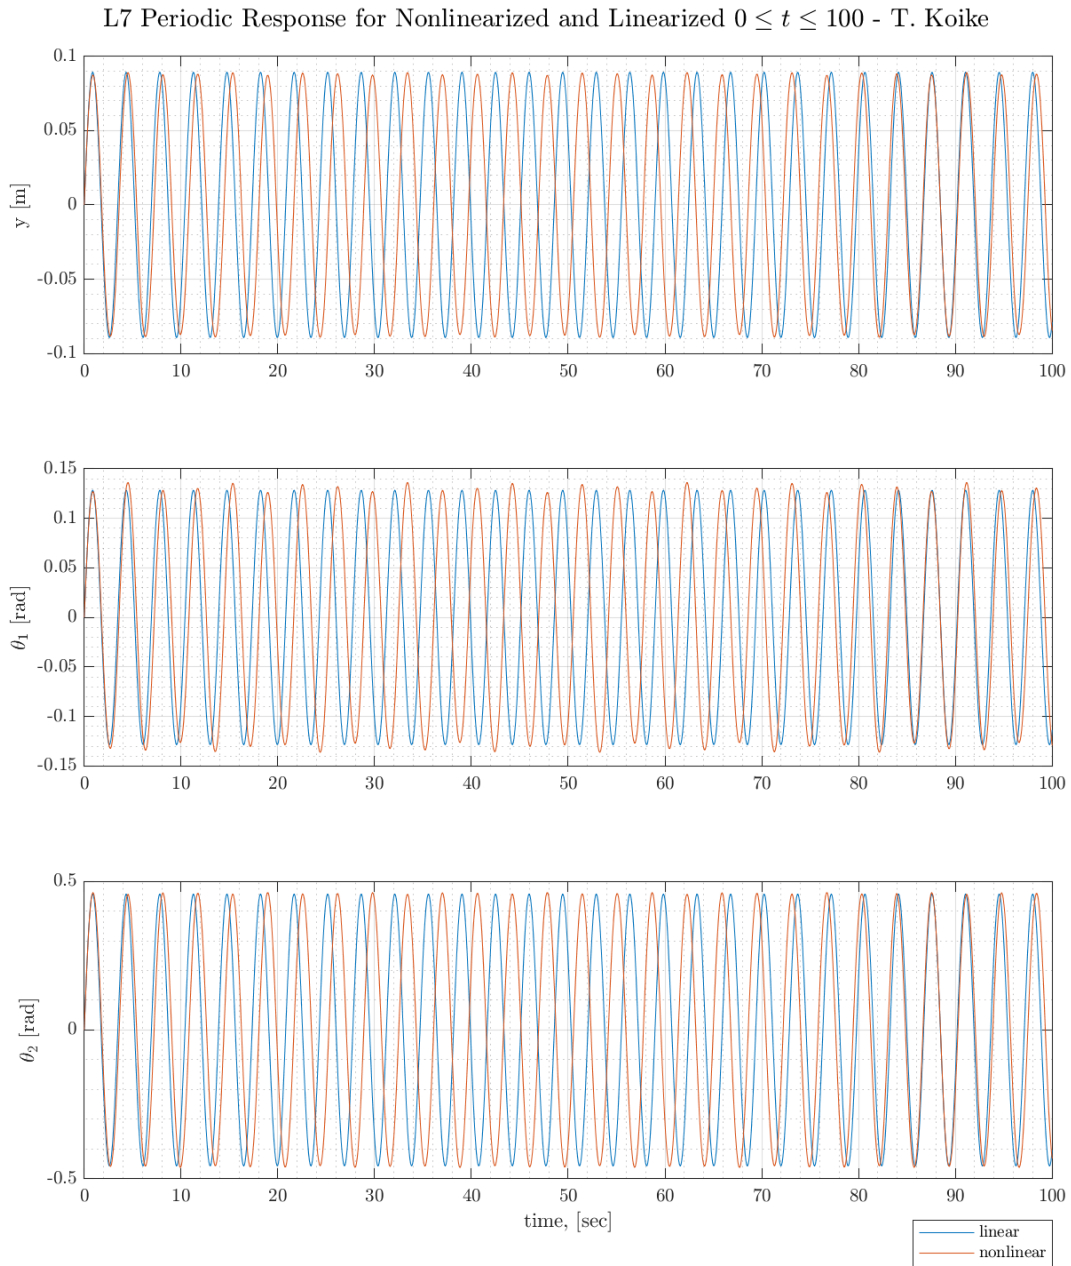 L7 Periodic Response for Nonlinearized and Linearized 0 ≤ t ≤ 100 - T. Koike
0.1
0.05
0
-0.05
-0.1
y [m]
0 10 20 30 40 50 60 70 80 90 100
0.15
0.1
0.05
0
-0.05
-0.1
-0.15
θ₁ [rad]
0 10 20 30 40 50 60 70 80 90 100
0.5
0
-0.5
θ₂ [rad]
0 10 20 30 40 50 60 70 80 90 100
time, [sec]
linear
nonlinear